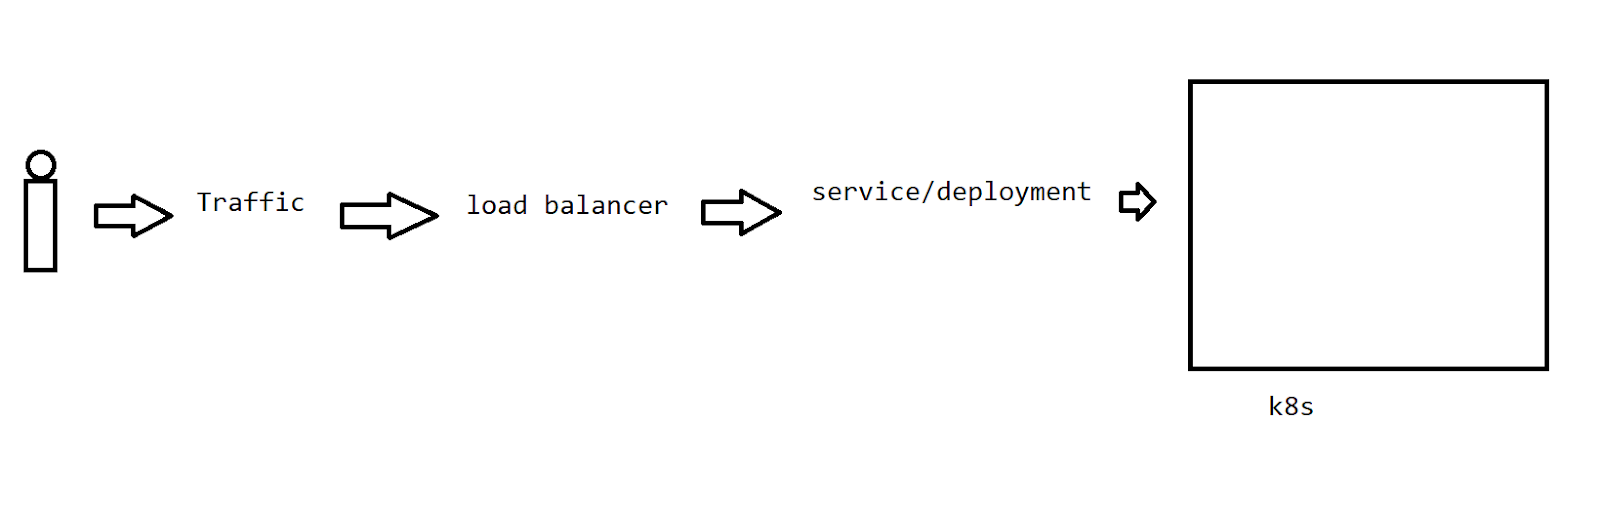 Traffic
load balancer
service/deployment
k8s